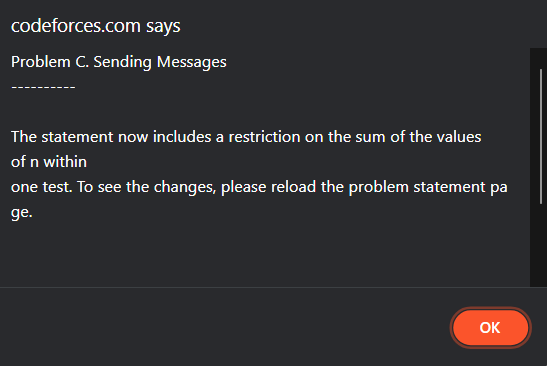 codeforces.com says
Problem C. Sending Messages
----------
The statement now includes a restriction on the sum of the values
of n within
one test. To see the changes, please reload the problem statement pa
ge.
OK